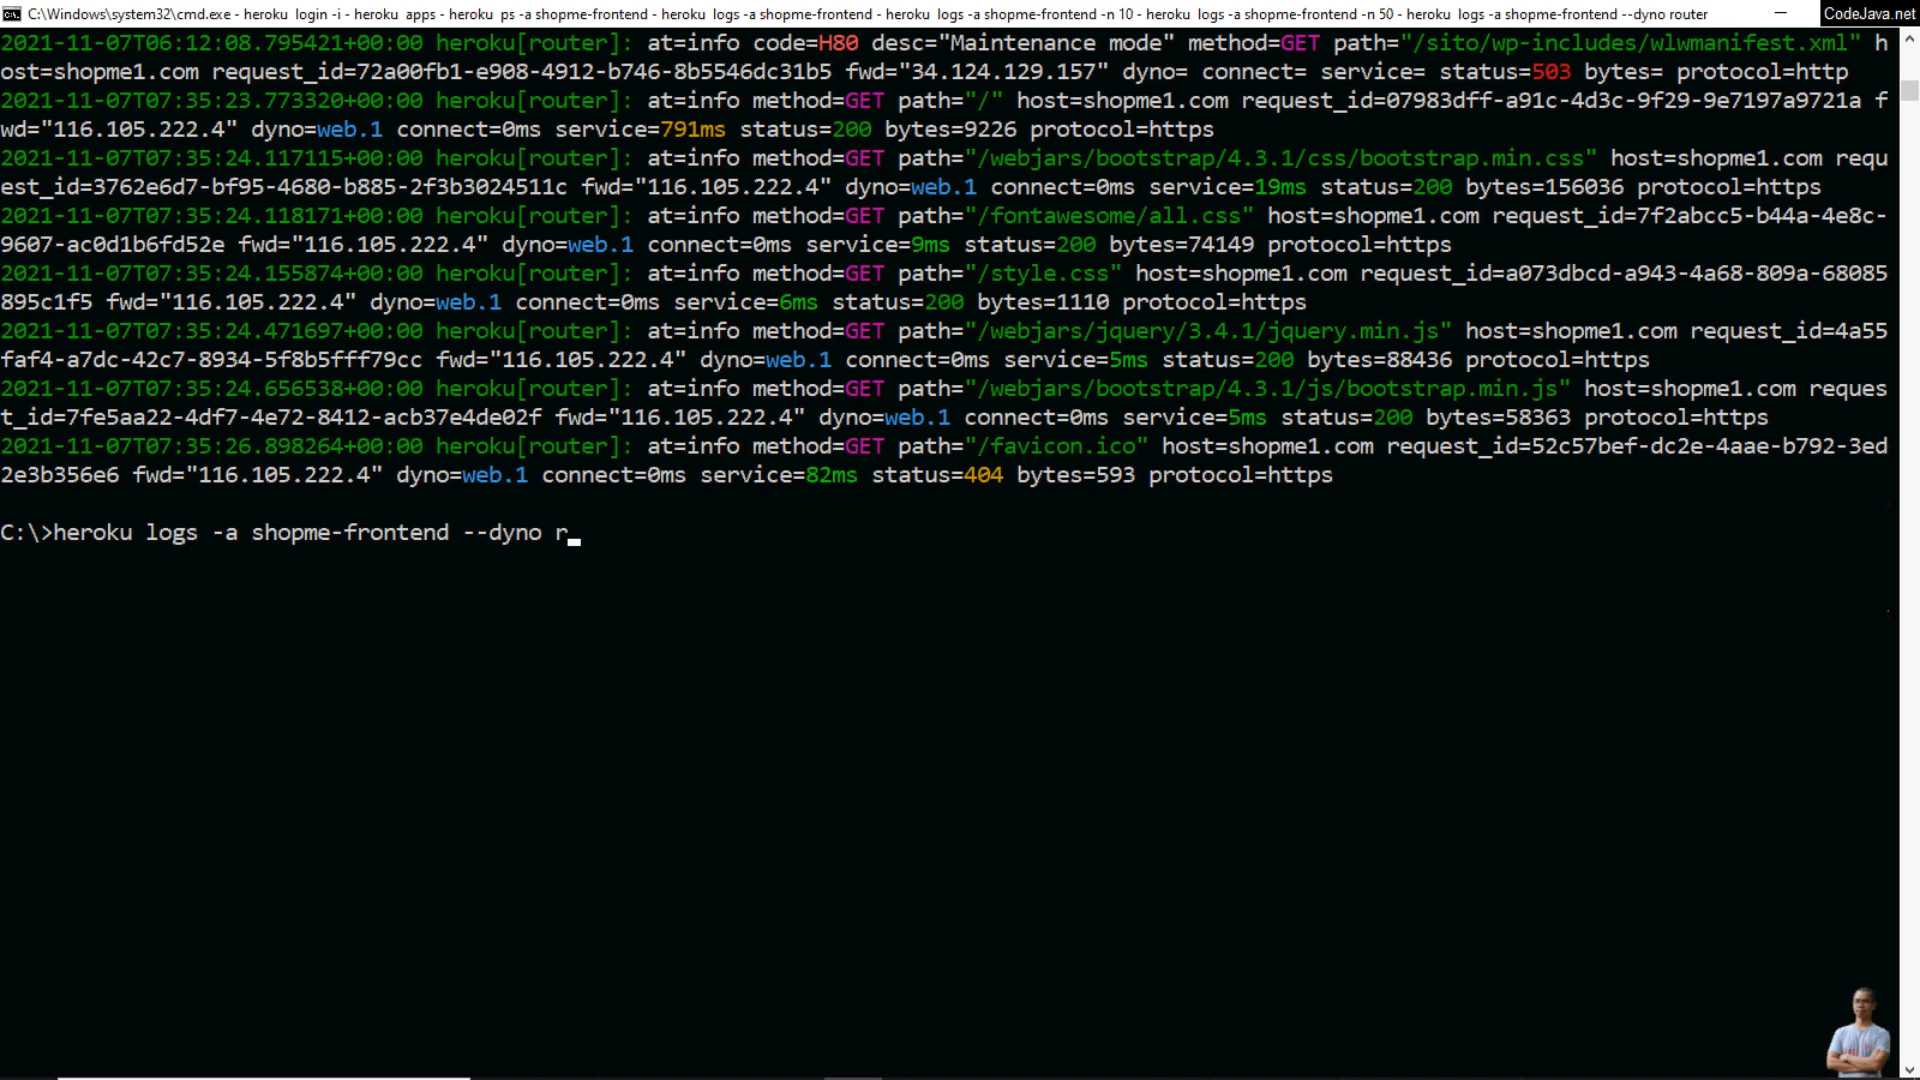 C:\Windows\system32\cmd.exe - heroku login -i - heroku apps - heroku ps -a shopme-frontend - heroku logs -a shopme-frontend - heroku logs -a shopme-frontend -n 10 - heroku logs -a shopme-frontend -n 50 - heroku logs -a shopme-frontend --dyno router
CodeJava.net
2021-11-07T06:12:08.795421+00:00 heroku[router]: at=info code=H80 desc="Maintenance mode" method=GET path="/sito/wp-includes/wlwmanifest.xml" h
ost=shopme1.com request_id=72a00fb1-e908-4912-b746-8b5546dc31b5 fwd="34.124.129.157" dyno= connect= service= status=503 bytes= protocol=http
2021-11-07T07:35:23.773320+00:00 heroku[router]: at=info method=GET path="/" host=shopme1.com request_id=07983dff-a91c-4d3c-9f29-9e7197a9721a f
wd="116.105.222.4" dyno=web.1 connect=0ms service=791ms status=200 bytes=9226 protocol=https
2021-11-07T07:35:24.117115+00:00 heroku[router]: at=info method=GET path="/webjars/bootstrap/4.3.1/css/bootstrap.min.css" host=shopme1.com requ
est_id=3762e6d7-bf95-4680-b885-2f3b3024511c fwd="116.105.222.4" dyno=web.1 connect=0ms service=19ms status=200 bytes=156036 protocol=https
2021-11-07T07:35:24.118171+00:00 heroku[router]: at=info method=GET path="/fontawesome/all.css" host=shopme1.com request_id=7f2abcc5-b44a-4e8c-
9607-ac0d1b6fd52e fwd="116.105.222.4" dyno=web.1 connect=0ms service=9ms status=200 bytes=74149 protocol=https
2021-11-07T07:35:24.155874+00:00 heroku[router]: at=info method=GET path="/style.css" host=shopme1.com request_id=a073dbcd-a943-4a68-809a-68085
895c1f5 fwd="116.105.222.4" dyno=web.1 connect=0ms service=6ms status=200 bytes=1110 protocol=https
2021-11-07T07:35:24.471697+00:00 heroku[router]: at=info method=GET path="/webjars/jquery/3.4.1/jquery.min.js" host=shopme1.com request_id=4a55
faf4-a7dc-42c7-8934-5f8b5fff79cc fwd="116.105.222.4" dyno=web.1 connect=0ms service=5ms status=200 bytes=88436 protocol=https
2021-11-07T07:35:24.656538+00:00 heroku[router]: at=info method=GET path="/webjars/bootstrap/4.3.1/js/bootstrap.min.js" host=shopme1.com reques
t_id=7fe5aa22-4df7-4e72-8412-acb37e4de02f fwd="116.105.222.4" dyno=web.1 connect=0ms service=5ms status=200 bytes=58363 protocol=https
2021-11-07T07:35:26.898264+00:00 heroku[router]: at=info method=GET path="/favicon.ico" host=shopme1.com request_id=52c57bef-dc2e-4aae-b792-3ed
2e3b356e6 fwd="116.105.222.4" dyno=web.1 connect=0ms service=82ms status=404 bytes=593 protocol=https
C:\>heroku logs -a shopme-frontend --dyno r